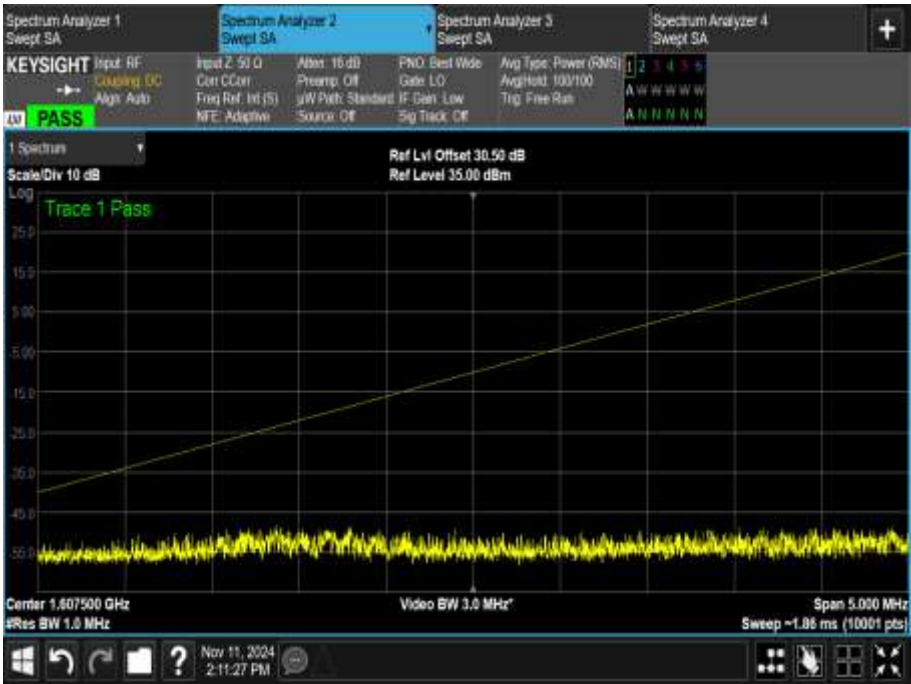 Spectrum Analyzer 1
Swept SA
Spectrum Analyzer 2
Swept SA
Spectrum Analyzer 3
Swept SA
Spectrum Analyzer 4
Swept SA
+
KEYSIGHT
Input: RF
Coupling: DC
Align: Auto
Input Z: 50 Ω
Corr CCorr
Freq Ref: Int (S)
NFE: Adaptive
Atten: 16 dB
Preamp: Off
µW Path: Standard
Source: Off
PNO: Best Wide
Gate: LO
IF Gain: Low
Sig Track: Off
Avg Type: Power (RMS)
Avg|Hold: 100/100
Trig: Free Run
1 2 3 4 5 6
A W W W W W
A N N N N N
PASS
1 Spectrum
Scale/Div 10 dB
Ref Lvl Offset 30.50 dB
Ref Level 35.00 dBm
Log
Trace 1 Pass
25.0
15.0
5.00
-5.00
-15.0
-25.0
-35.0
-45.0
-55.0
Center 1.607500 GHz
#Res BW 1.0 MHz
Video BW 3.0 MHz*
Span 5.000 MHz
Sweep ~1.86 ms (10001 pts)
?
Nov 11, 2024
2:11:27 PM